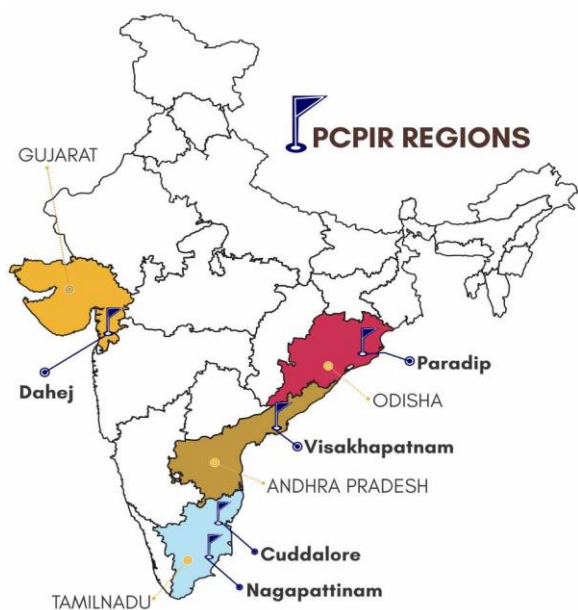 PCPIR REGIONS
GUJARAT
Dahej
Paradip
ODISHA
Visakhapatnam
ANDHRA PRADESH
Cuddalore
Nagapattinam
TAMILNADU